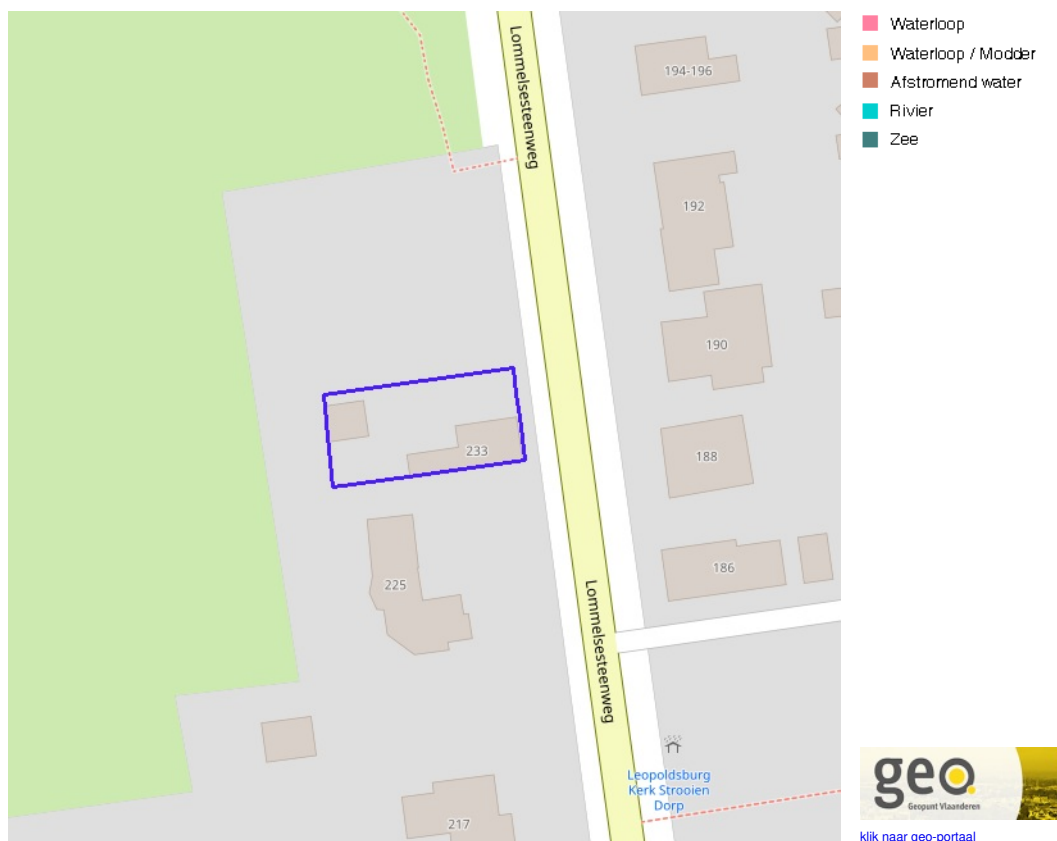 Lommelsesteenweg
194-196
192
190
233
188
186
225
Lommelsesteenweg
Leopoldsburg
Kerk Strooien
Dorp
217
Waterloop
Waterloop / Modder
Afstromend water
Rivier
Zee
geo
Geopunt Vlaanderen
klik naar geo-portaal